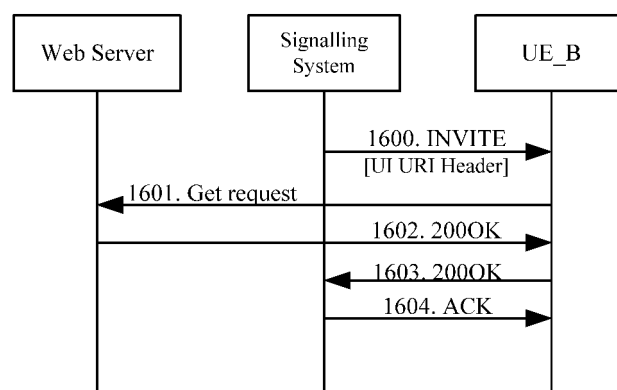 Web Server
Signalling
System
UE_B
1600. INVITE
[UI URI Header]
1601. Get request
1602. 200OK
1603. 200OK
1604. ACK